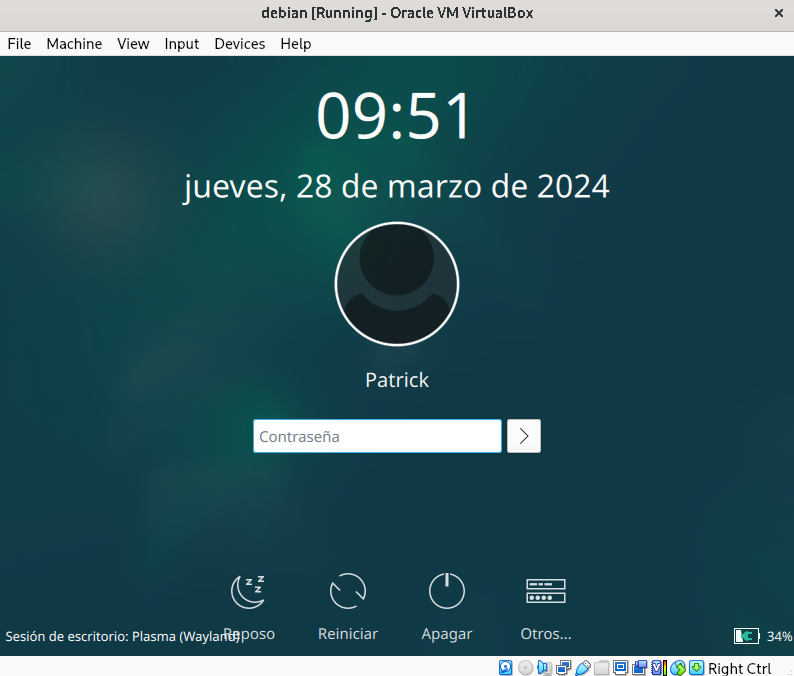 debian [Running] - Oracle VM VirtualBox
File Machine View Input Devices Help
09:51
jueves, 28 de marzo de 2024
Patrick
Contraseña
Reposo Reiniciar Apagar Otros...
Sesión de escritorio: Plasma (Wayland) 34%
Right Ctrl